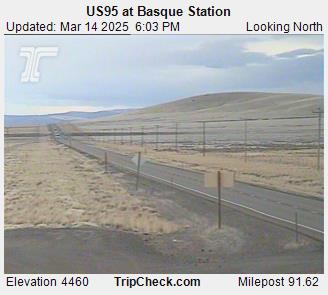 US95 at Basque Station
Updated: Mar 14 2025 6:03 PM Looking North
Elevation 4460 TripCheck.com Milepost 91.62